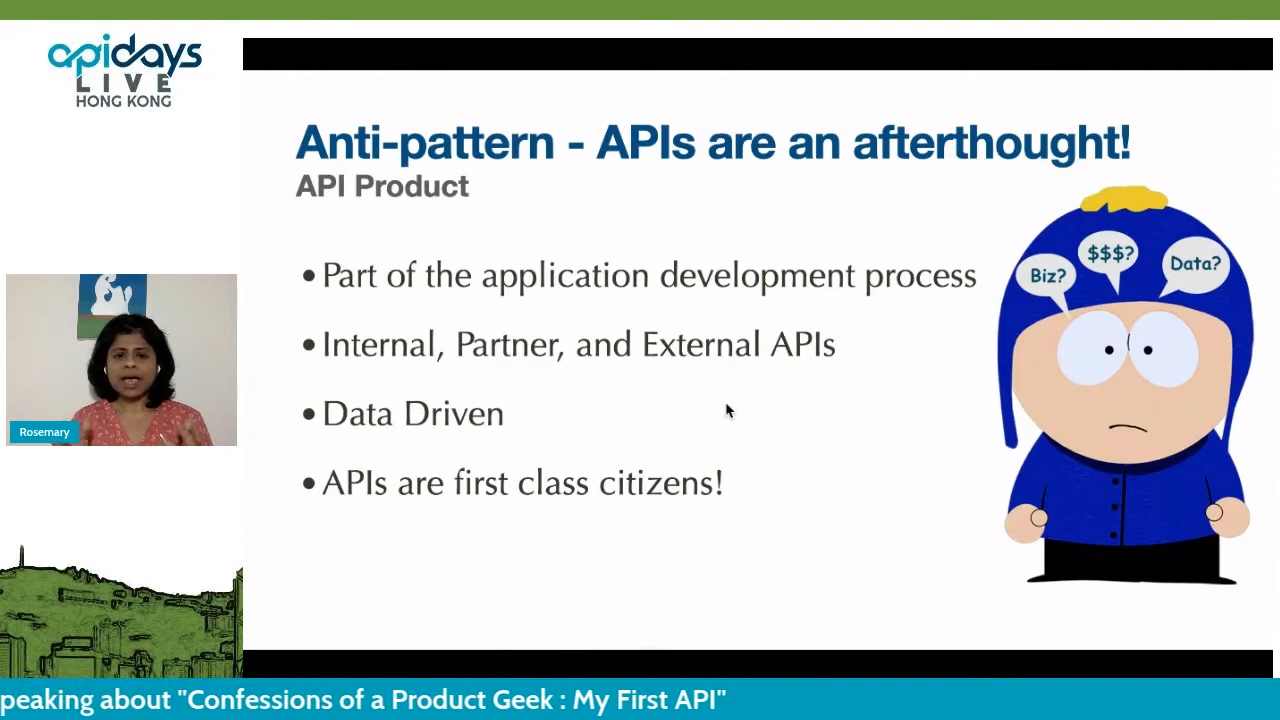 apidays
LIVE
HONG KONG
Anti-pattern - APIs are an afterthought!
API Product
• Part of the application development process
• Internal, Partner, and External APIs
• Data Driven
• APIs are first class citizens!
Biz?
$$$?
Data?
Rosemary
peaking about "Confessions of a Product Geek : My First API"